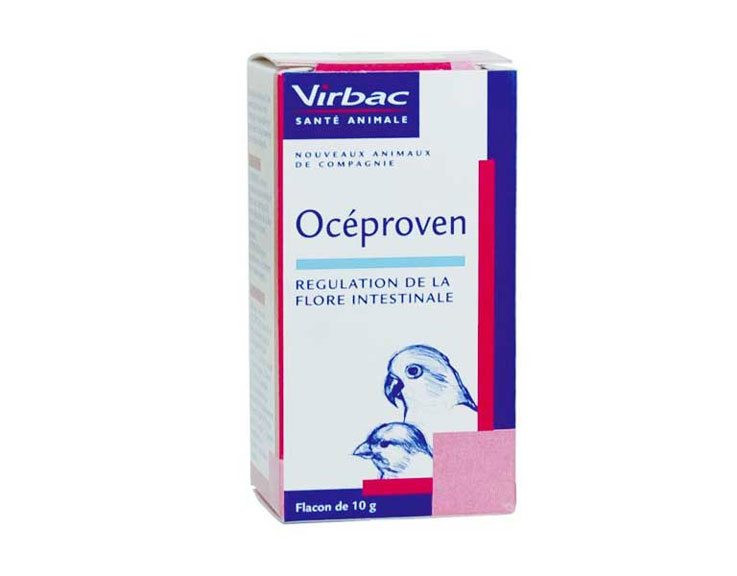 Virbac
SANTÉ ANIMALE
NOUVEAUX ANIMAUX
DE COMPAGNIE
Océproven
REGULATION DE LA
FLORE INTESTINALE
Flacon de 10 g